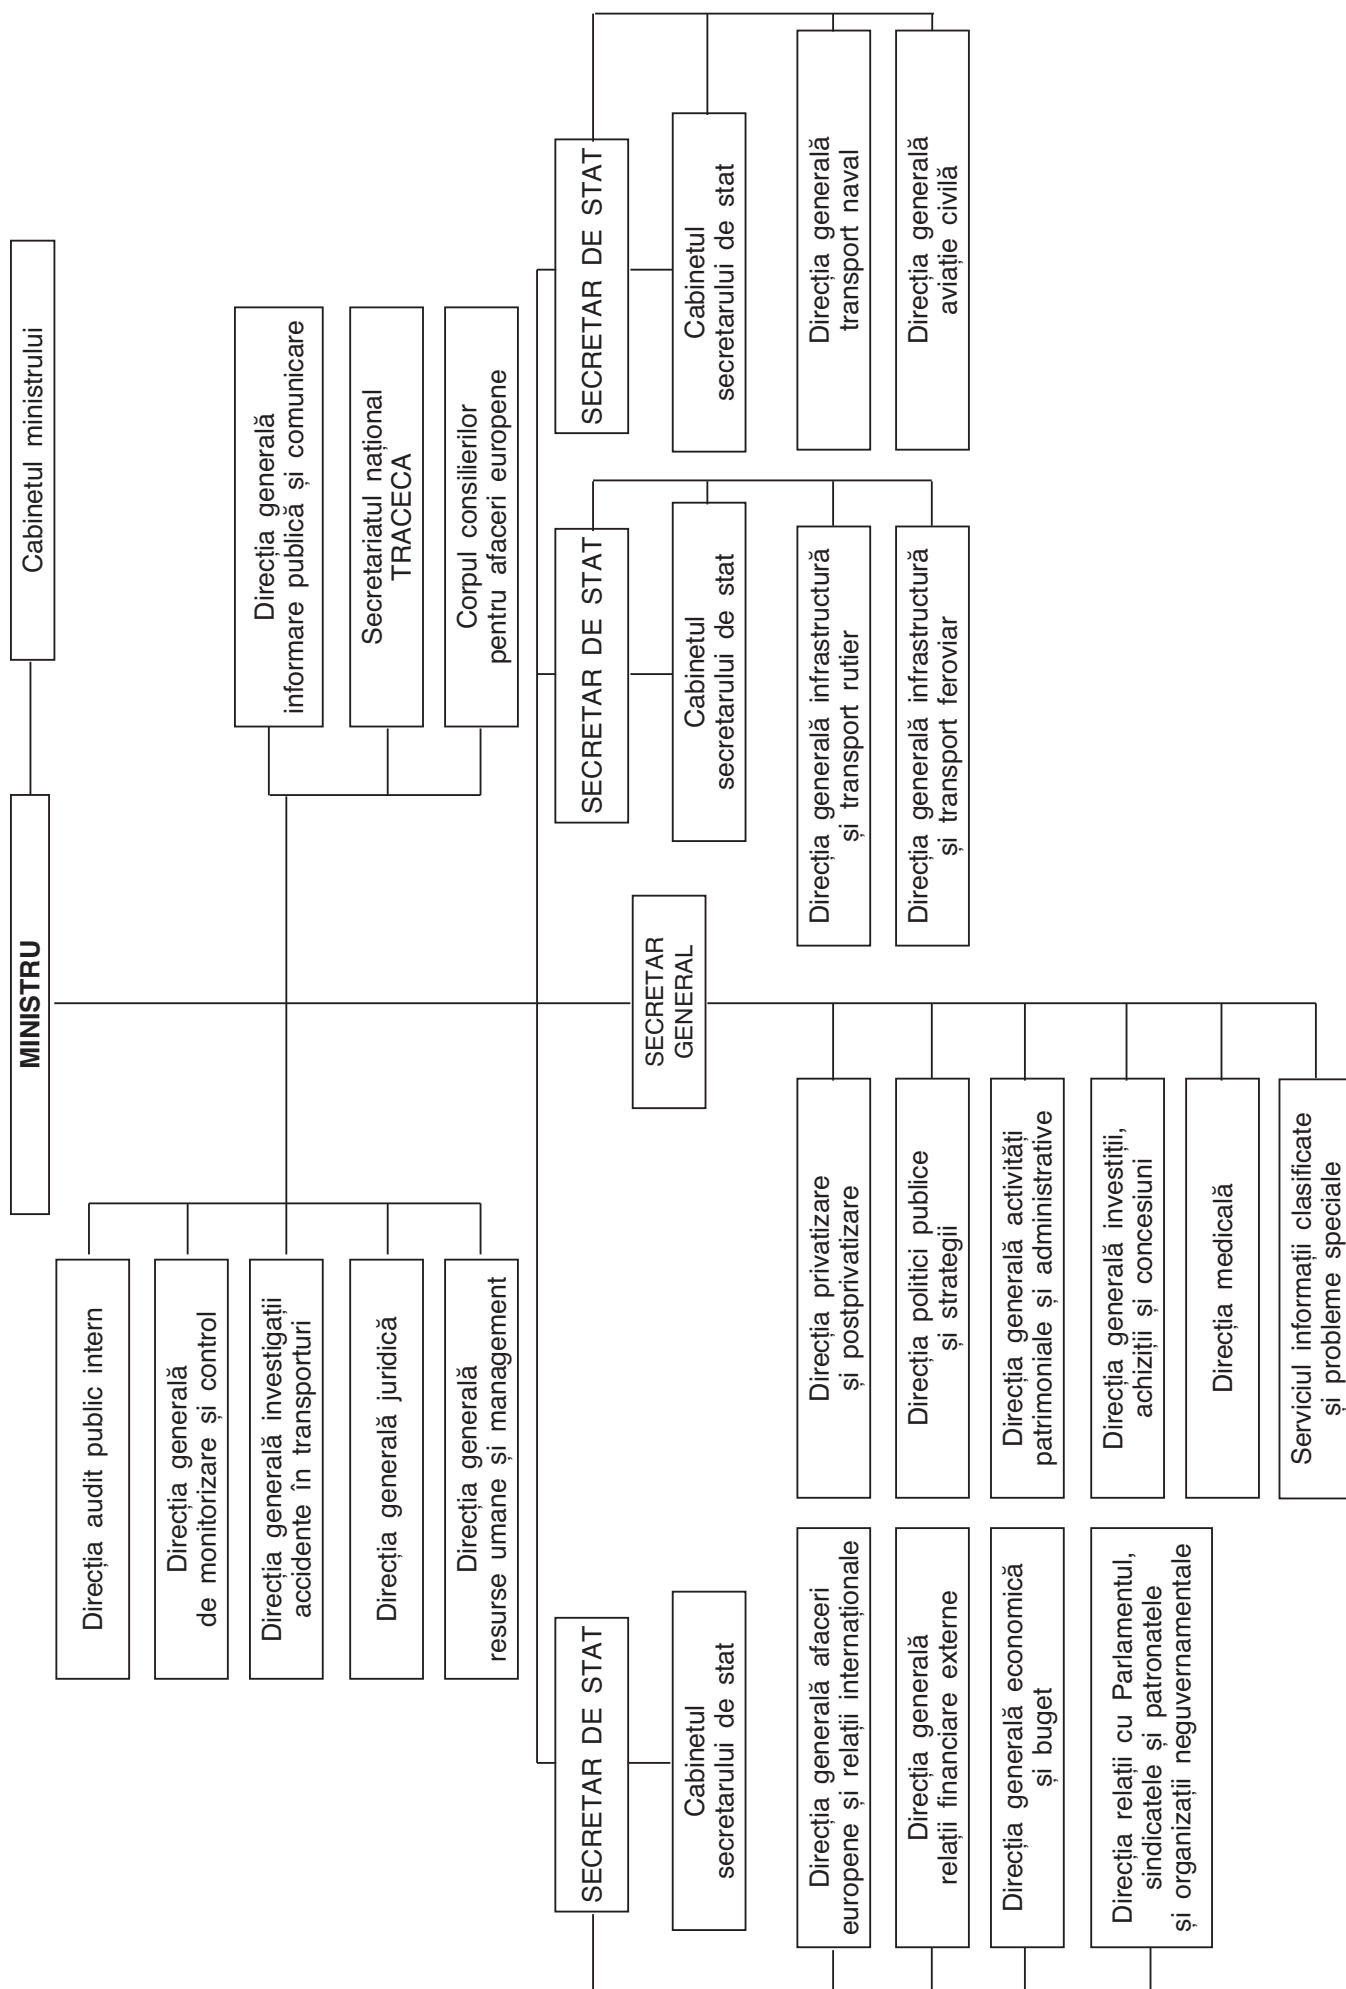 MINISTRU
Cabinetul ministrului
Direcția audit public intern
Direcția generală
de monitorizare și control
Direcția generală investigații
accidente în transporturi
Direcția generală juridică
Direcția generală
resurse umane și management
Direcția generală
informare publică și comunicare
Secretariatul național
TRACECA
Corpul consilierilor
pentru afaceri europene
SECRETAR DE STAT
Cabinetul
secretarului de stat
Direcția generală afaceri
europene și relații internaționale
Direcția generală
relații financiare externe
Direcția generală economică
și buget
Direcția relații cu Parlamentul,
sindicatele și patronatele
și organizații neguvernamentale
SECRETAR
GENERAL
Direcția privatizare
și postprivatizare
Direcția politici publice
și strategii
Direcția generală activități
patrimoniale și administrative
Direcția generală investiții,
achiziții și concesiuni
Direcția medicală
Serviciul informații clasificate
și probleme speciale
SECRETAR DE STAT
Cabinetul
secretarului de stat
Direcția generală infrastructură
și transport rutier
Direcția generală infrastructură
și transport feroviar
SECRETAR DE STAT
Cabinetul
secretarului de stat
Direcția generală
transport naval
Direcția generală
aviație civilă